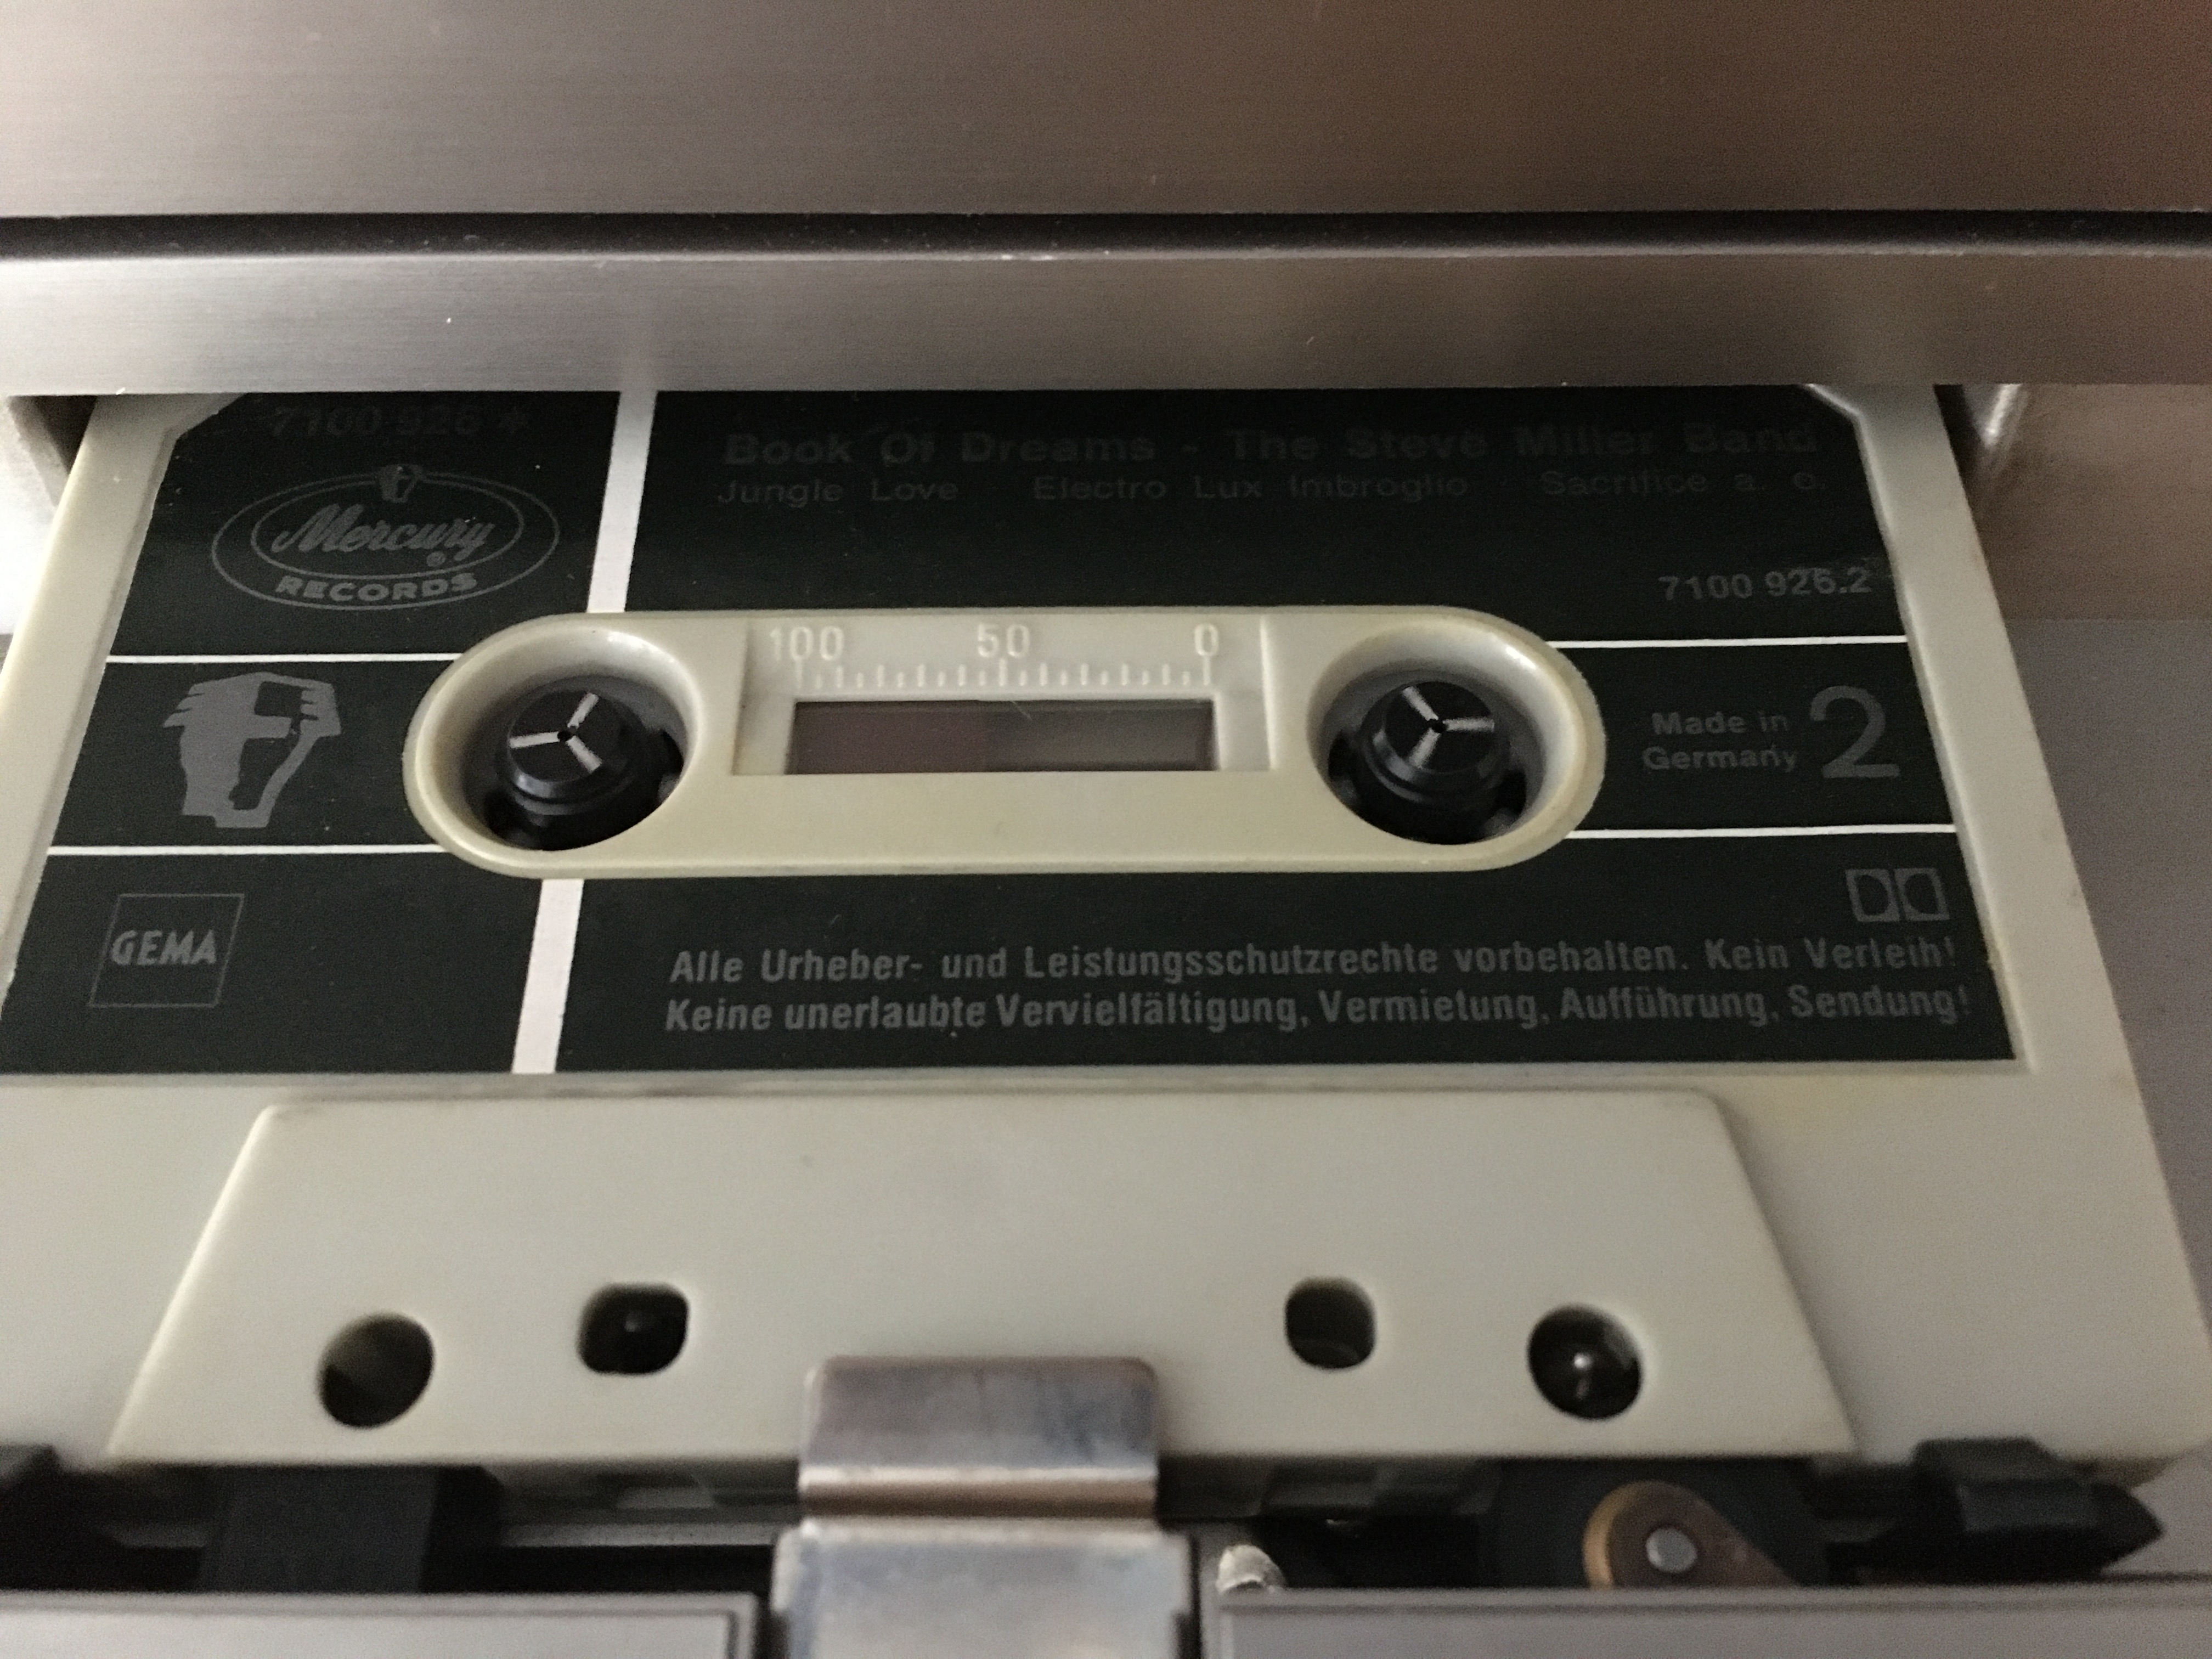 7100 926 *
Mercury
®
RECORDS
Book Of Dreams - The Steve Miller Band
Jungle Love · Electro Lux Imbroglio · Sacrifice a. o.
7100 926.2
100 50 0
Made in
Germany
2
GEMA
Alle Urheber- und Leistungsschutzrechte vorbehalten. Kein Verleih!
Keine unerlaubte Vervielfältigung, Vermietung, Aufführung, Sendung!